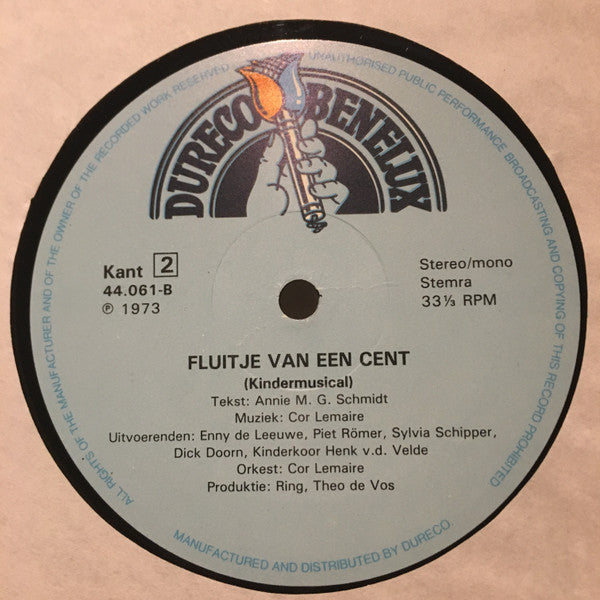 ALL RIGHTS OF THE MANUFACTURER AND OF THE OWNER OF THE RECORDED WORK RESERVED
UNAUTHORISED PUBLIC PERFORMANCE BROADCASTING AND COPYING OF THIS RECORD PROHIBITED
DURECO BENELUX
Kant 2
44.061-B
℗ 1973
Stereo/mono
Stemra
33⅓ RPM
FLUITJE VAN EEN CENT
(Kindermusical)
Tekst: Annie M. G. Schmidt
Muziek: Cor Lemaire
Uitvoerenden: Enny de Leeuwe, Piet Römer, Sylvia Schipper,
Dick Doorn, Kinderkoor Henk v.d. Velde
Orkest: Cor Lemaire
Produktie: Ring, Theo de Vos
MANUFACTURED AND DISTRIBUTED BY DURECO.